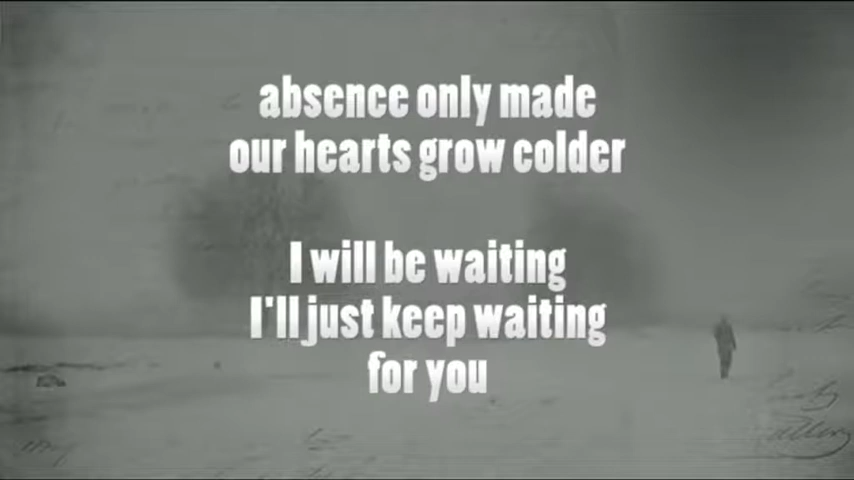 absence only made
our hearts grow colder
I will be waiting
I'll just keep waiting
for you